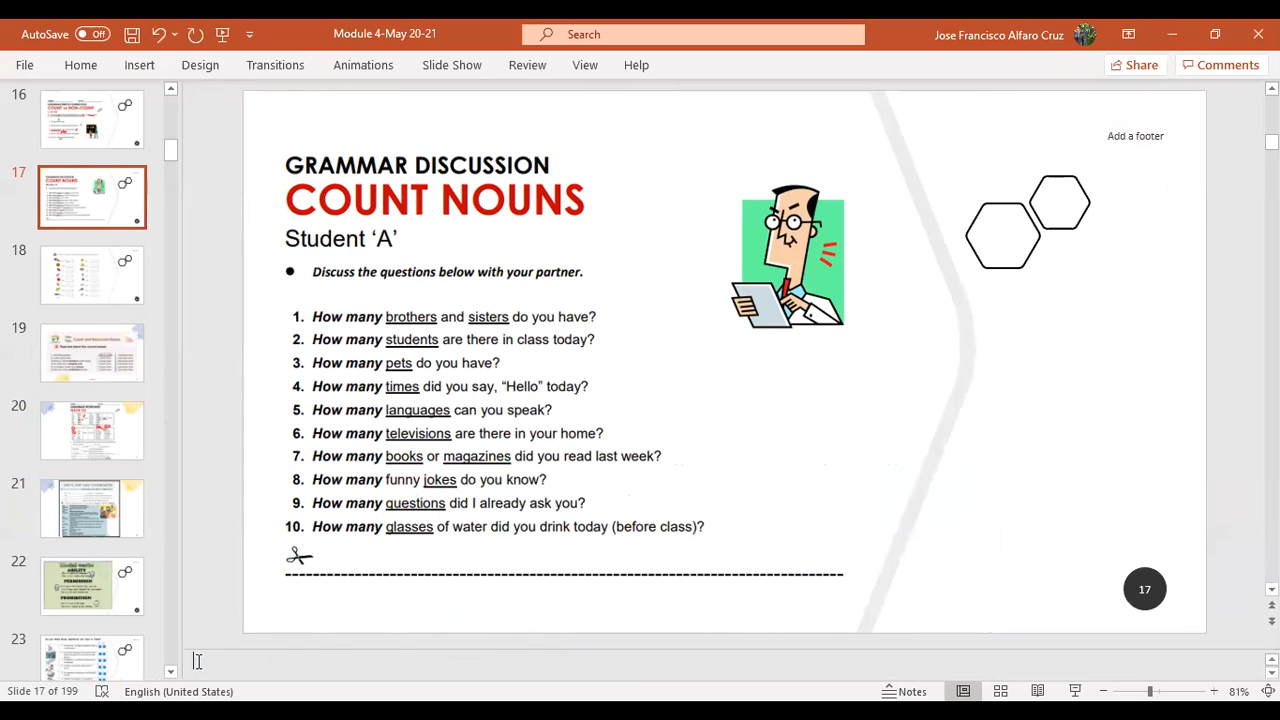 AutoSave Off Module 4-May 20-21 Search Jose Francisco Alfaro Cruz
File Home Insert Design Transitions Animations Slide Show Review View Help Share Comments
16
17
18
19
20
21
22
23
Add a footer
GRAMMAR DISCUSSION
COUNT NOUNS
Student ‘A’
● Discuss the questions below with your partner.
1. How many brothers and sisters do you have?
2. How many students are there in class today?
3. How many pets do you have?
4. How many times did you say, “Hello” today?
5. How many languages can you speak?
6. How many televisions are there in your home?
7. How many books or magazines did you read last week?
8. How many funny jokes do you know?
9. How many questions did I already ask you?
10. How many glasses of water did you drink today (before class)?
17
Slide 17 of 199 English (United States) Notes 81%